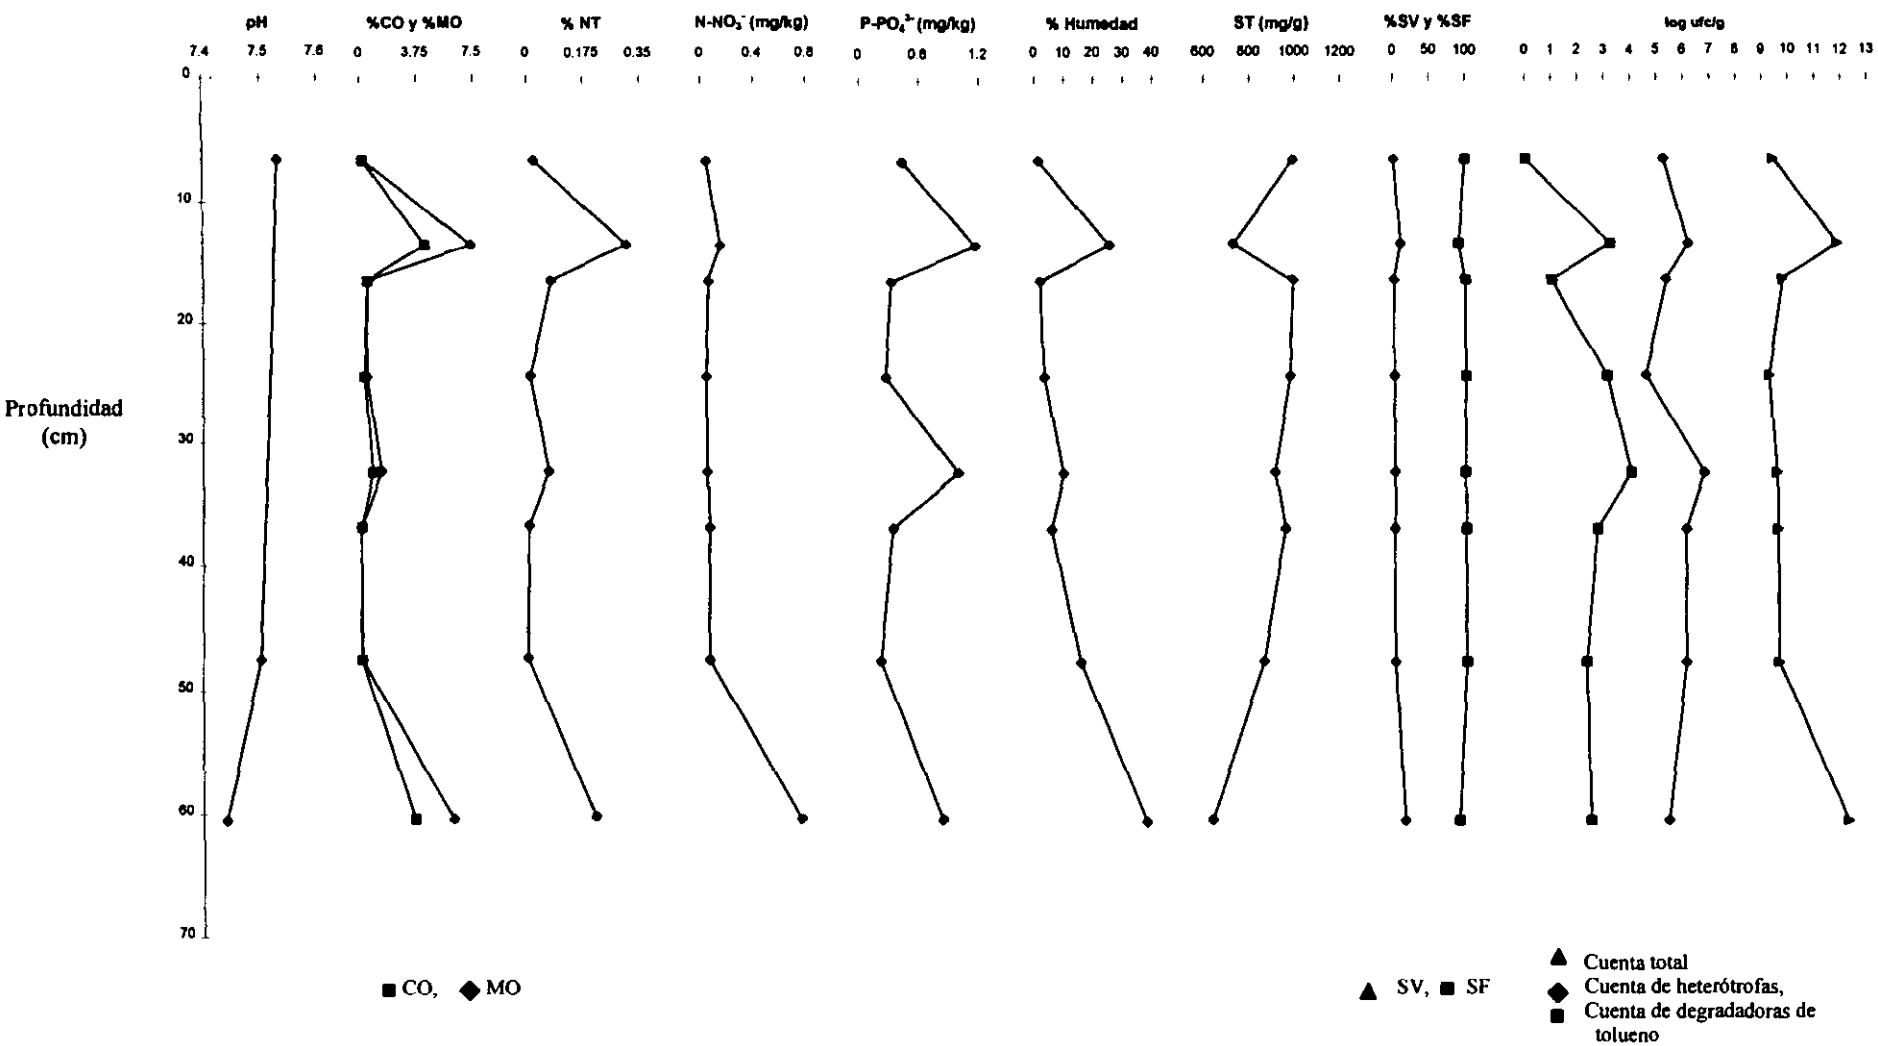 pH %CO y %MO % NT N-NO₃⁻ (mg/kg) P-PO₄³⁻ (mg/kg) % Humedad ST (mg/g) %SV y %SF log ufc/g
7.4 7.5 7.6 0 3.75 7.5 0 0.175 0.35 0 0.4 0.8 0 0.6 1.2 0 10 20 30 40 600 800 1000 1200 0 50 100 0 1 2 3 4 5 6 7 8 9 10 11 12 13
0
10
20
30
Profundidad
(cm)
40
50
60
70
CO, MO
SV, SF
Cuenta total
Cuenta de heterótrofas,
Cuenta de degradadoras de
tolueno